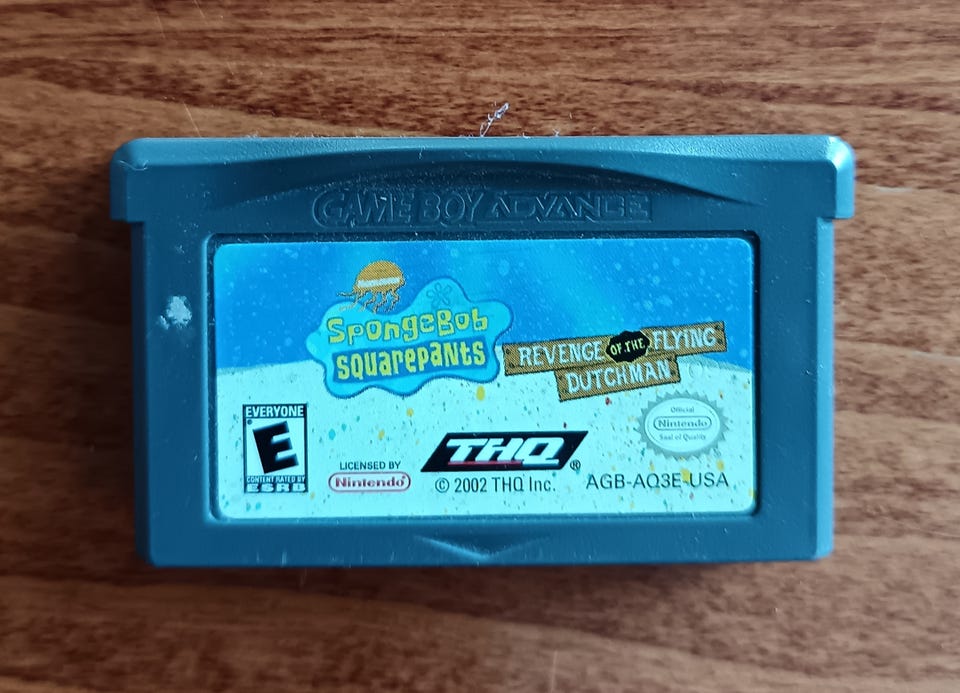 GAME BOY ADVANCE
NICKELODEON
SpongeBob
SQUAREPANTS
REVENGE OF THE FLYING
DUTCHMAN
EVERYONE
E
CONTENT RATED BY
ESRB
LICENSED BY
Nintendo
THQ®
© 2002 THQ Inc.
Official
Nintendo
Seal of Quality
AGB-AQ3E-USA